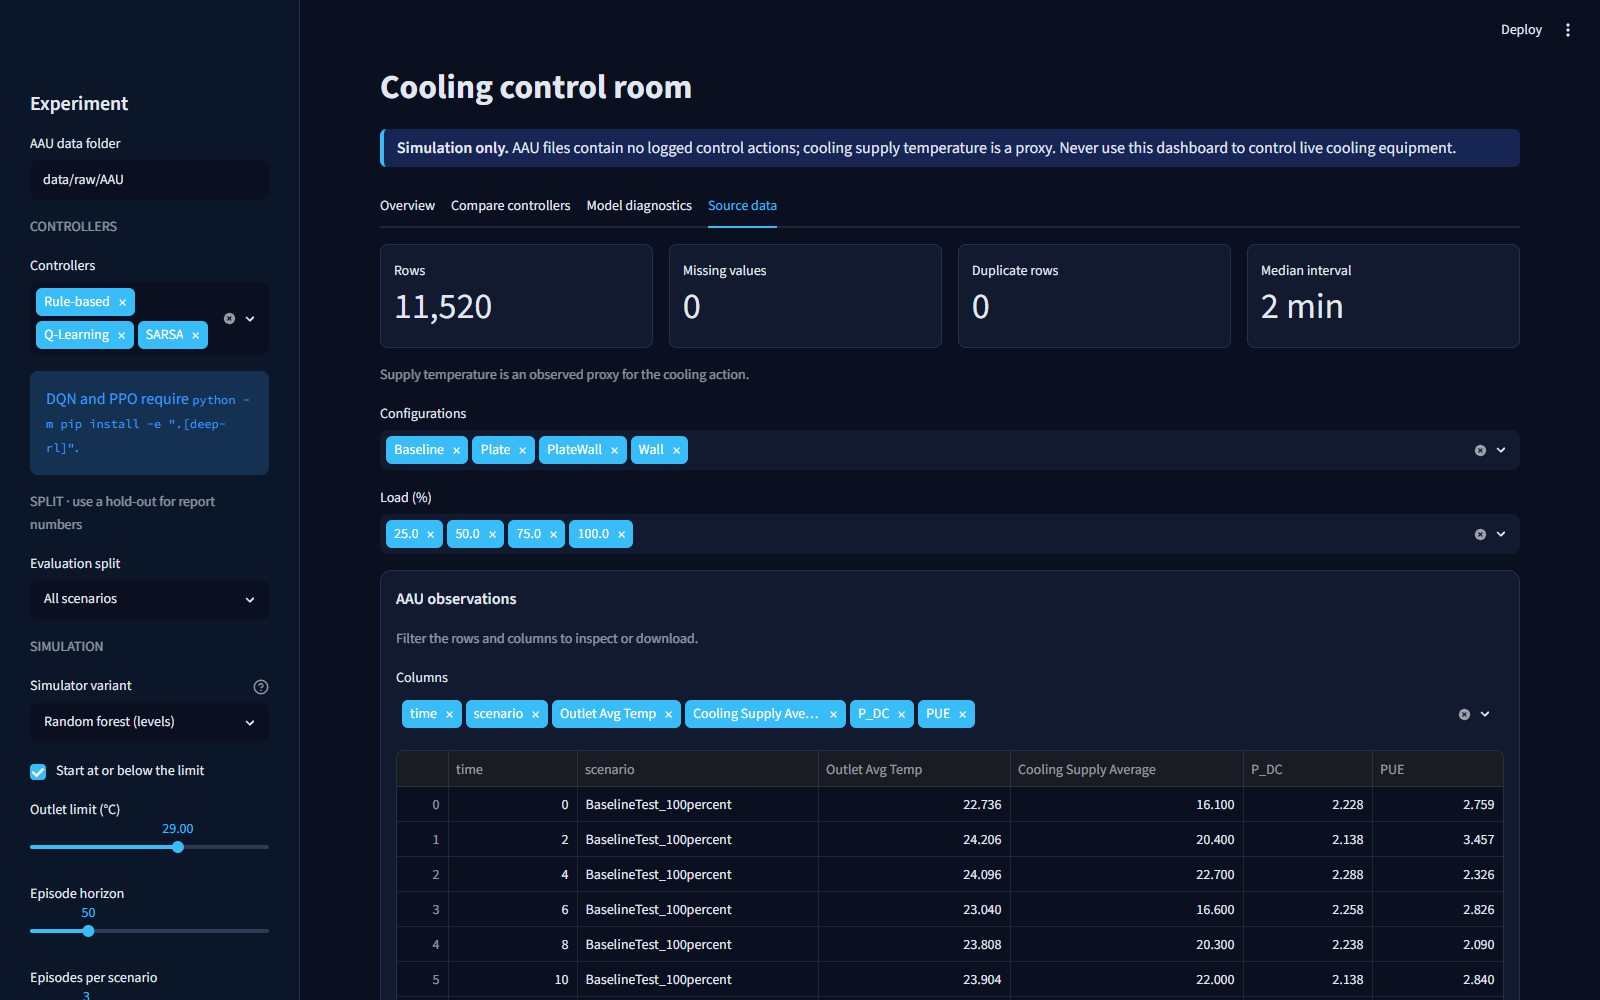 Deploy
Experiment
AAU data folder
data/raw/AAU
CONTROLLERS
Controllers
Rule-based ×
Q-Learning × SARSA ×
DQN and PPO require python -
m pip install -e ".[deep-
rl]".
SPLIT · use a hold-out for report
numbers
Evaluation split
All scenarios
SIMULATION
Simulator variant
Random forest (levels)
Start at or below the limit
Outlet limit (°C)
29.00
Episode horizon
50
Episodes per scenario
3
Cooling control room
Simulation only. AAU files contain no logged control actions; cooling supply temperature is a proxy. Never use this dashboard to control live cooling equipment.
Overview Compare controllers Model diagnostics Source data
Rows Missing values Duplicate rows Median interval
11,520 0 0 2 min
Supply temperature is an observed proxy for the cooling action.
Configurations
Baseline × Plate × PlateWall × Wall ×
Load (%)
25.0 × 50.0 × 75.0 × 100.0 ×
AAU observations
Filter the rows and columns to inspect or download.
Columns
time × scenario × Outlet Avg Temp × Cooling Supply Ave... × P_DC × PUE ×
time scenario Outlet Avg Temp Cooling Supply Average P_DC PUE
0 0 BaselineTest_100percent 22.736 16.100 2.228 2.759
1 2 BaselineTest_100percent 24.206 20.400 2.138 3.457
2 4 BaselineTest_100percent 24.096 22.700 2.288 2.326
3 6 BaselineTest_100percent 23.040 16.600 2.258 2.826
4 8 BaselineTest_100percent 23.808 20.300 2.238 2.090
5 10 BaselineTest_100percent 23.904 22.000 2.138 2.840